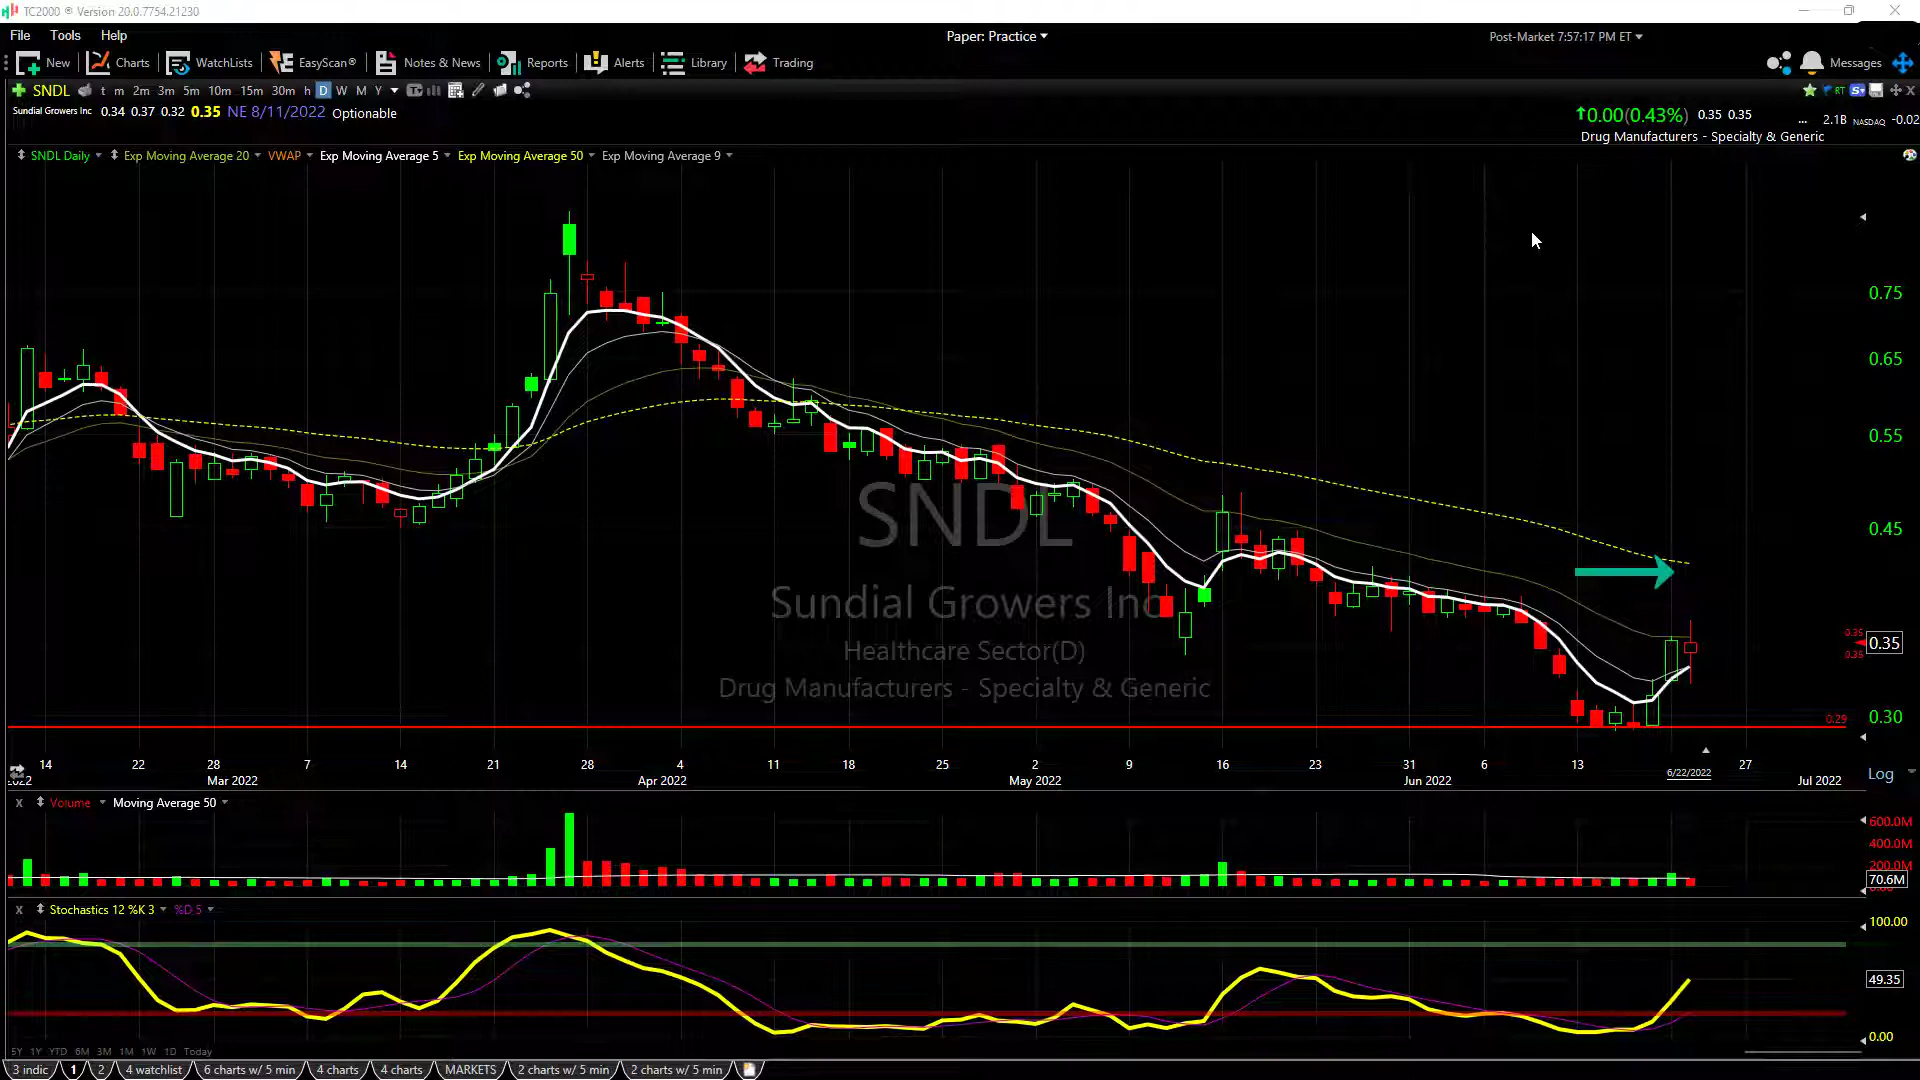 TC2000 ® Version 20.0.7754.21230
File Tools Help Paper: Practice Post-Market 7:57:17 PM ET
New Charts WatchLists EasyScan® Notes & News Reports Alerts Library Trading Messages
SNDL t m 2m 3m 5m 10m 15m 30m h D W M Y
Sundial Growers Inc 0.34 0.37 0.32 0.35 NE 8/11/2022 Optionable 0.00(0.43%) 0.35 0.35 ... 2.1B NASDAQ -0.02
Drug Manufacturers - Specialty & Generic
SNDL Daily Exp Moving Average 20 VWAP Exp Moving Average 5 Exp Moving Average 50 Exp Moving Average 9
0.75
0.65
0.55
0.45
SNDL
Sundial Growers Inc
Healthcare Sector(D)
Drug Manufacturers - Specialty & Generic
0.35
0.35
0.35
0.30
0.29
14 22 28 7 14 21 28 4 11 18 25 2 9 16 23 31 6 13 6/22/2022 27
Mar 2022 Apr 2022 May 2022 Jun 2022 Jul 2022
Log
x Volume Moving Average 50
600.0M
400.0M
200.0M
70.6M
x Stochastics 12 %K 3 %D 5
100.00
49.35
0.00
5Y 1Y YTD 6M 3M 1M 1W 1D Today
3 indic 1 2 4 watchlist 6 charts w/ 5 min 4 charts 4 charts MARKETS 2 charts w/ 5 min 2 charts w/ 5 min